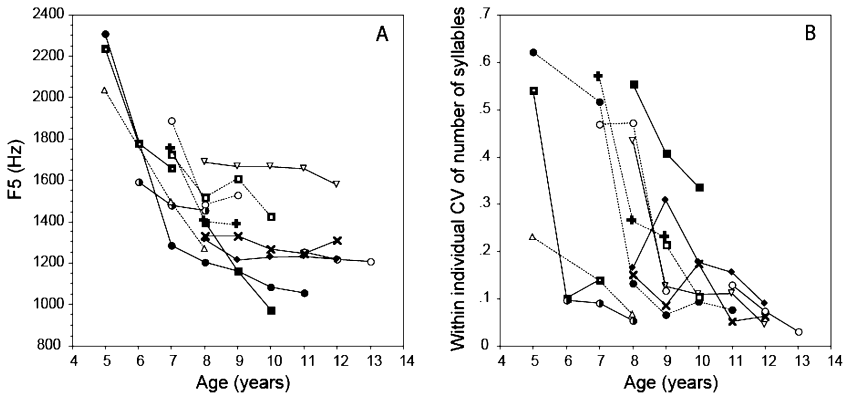 A
2400
2200
2000
1800
1600
1400
1200
1000
800
F5 (Hz)
4 5 6 7 8 9 10 11 12 13 14
Age (years)
B
.7
.6
.5
.4
.3
.2
.1
0
Within individual CV of number of syllables
4 5 6 7 8 9 10 11 12 13 14
Age (years)